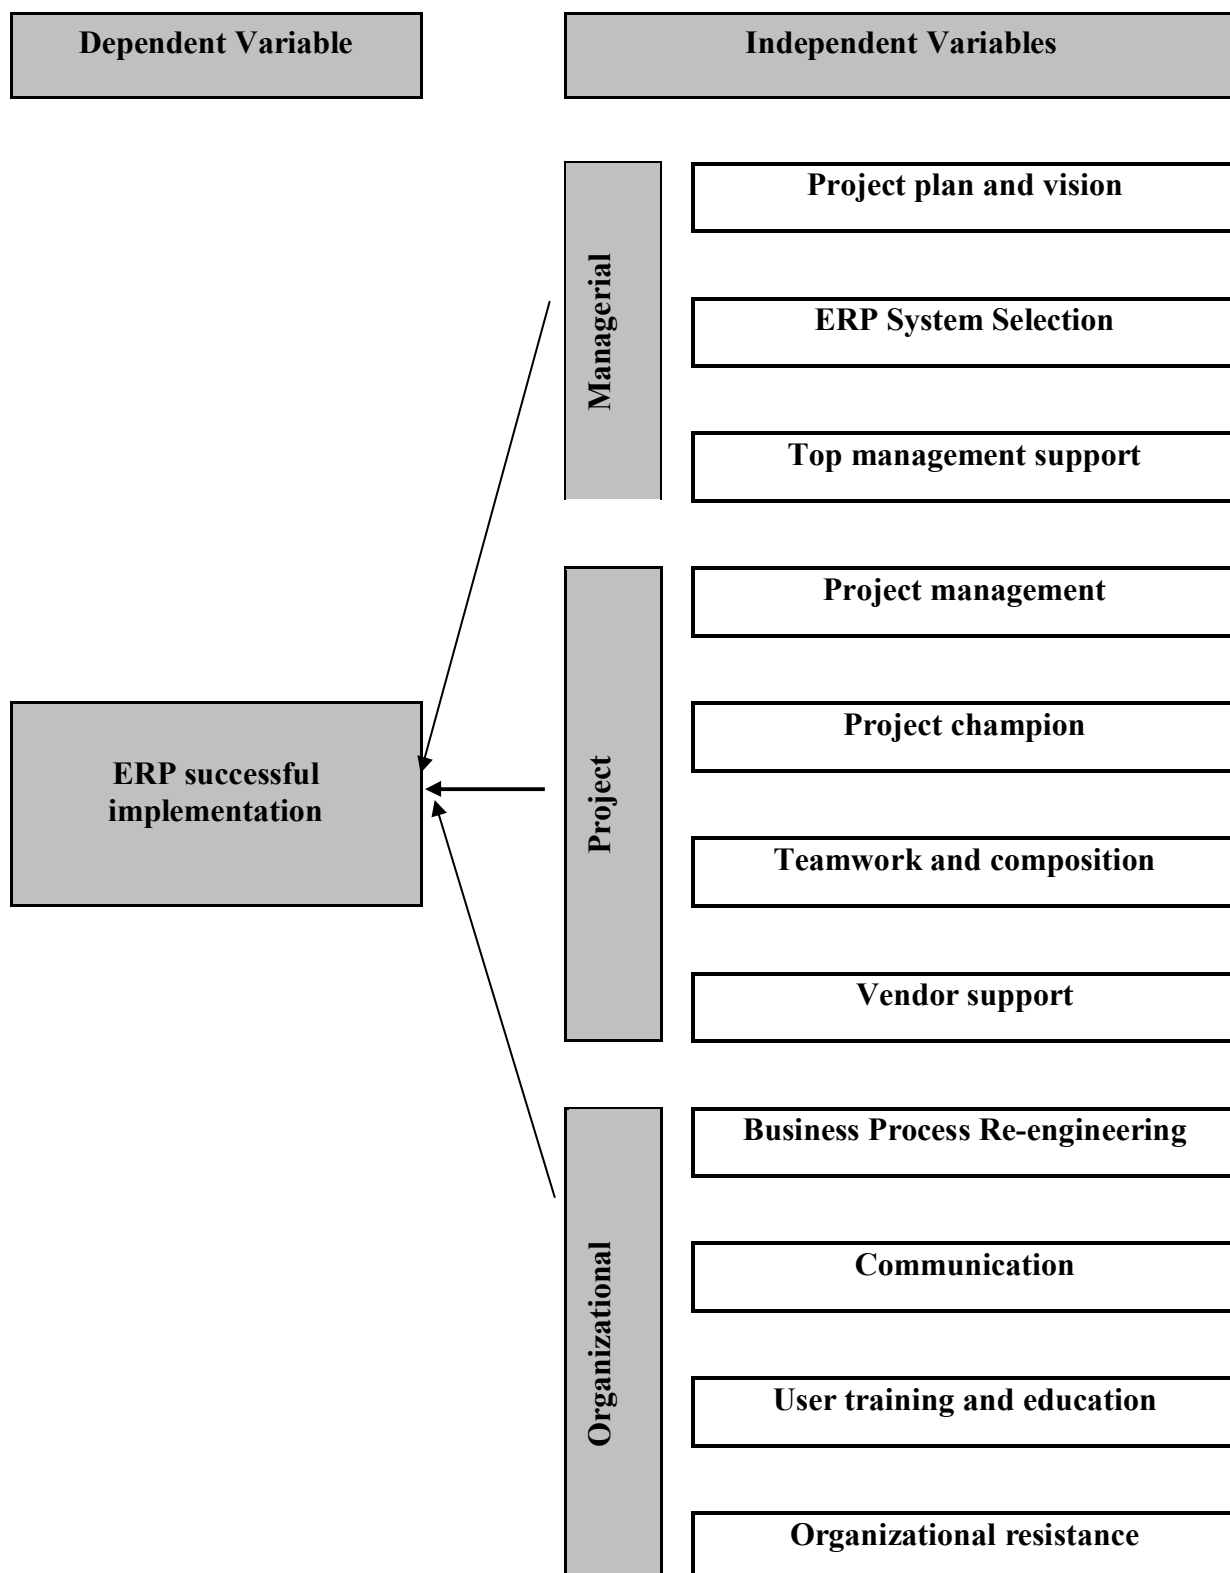 Dependent Variable
Independent Variables
Managerial
Project plan and vision
ERP System Selection
Top management support
ERP successful
implementation
Project
Project management
Project champion
Teamwork and composition
Vendor support
Organizational
Business Process Re-engineering
Communication
User training and education
Organizational resistance